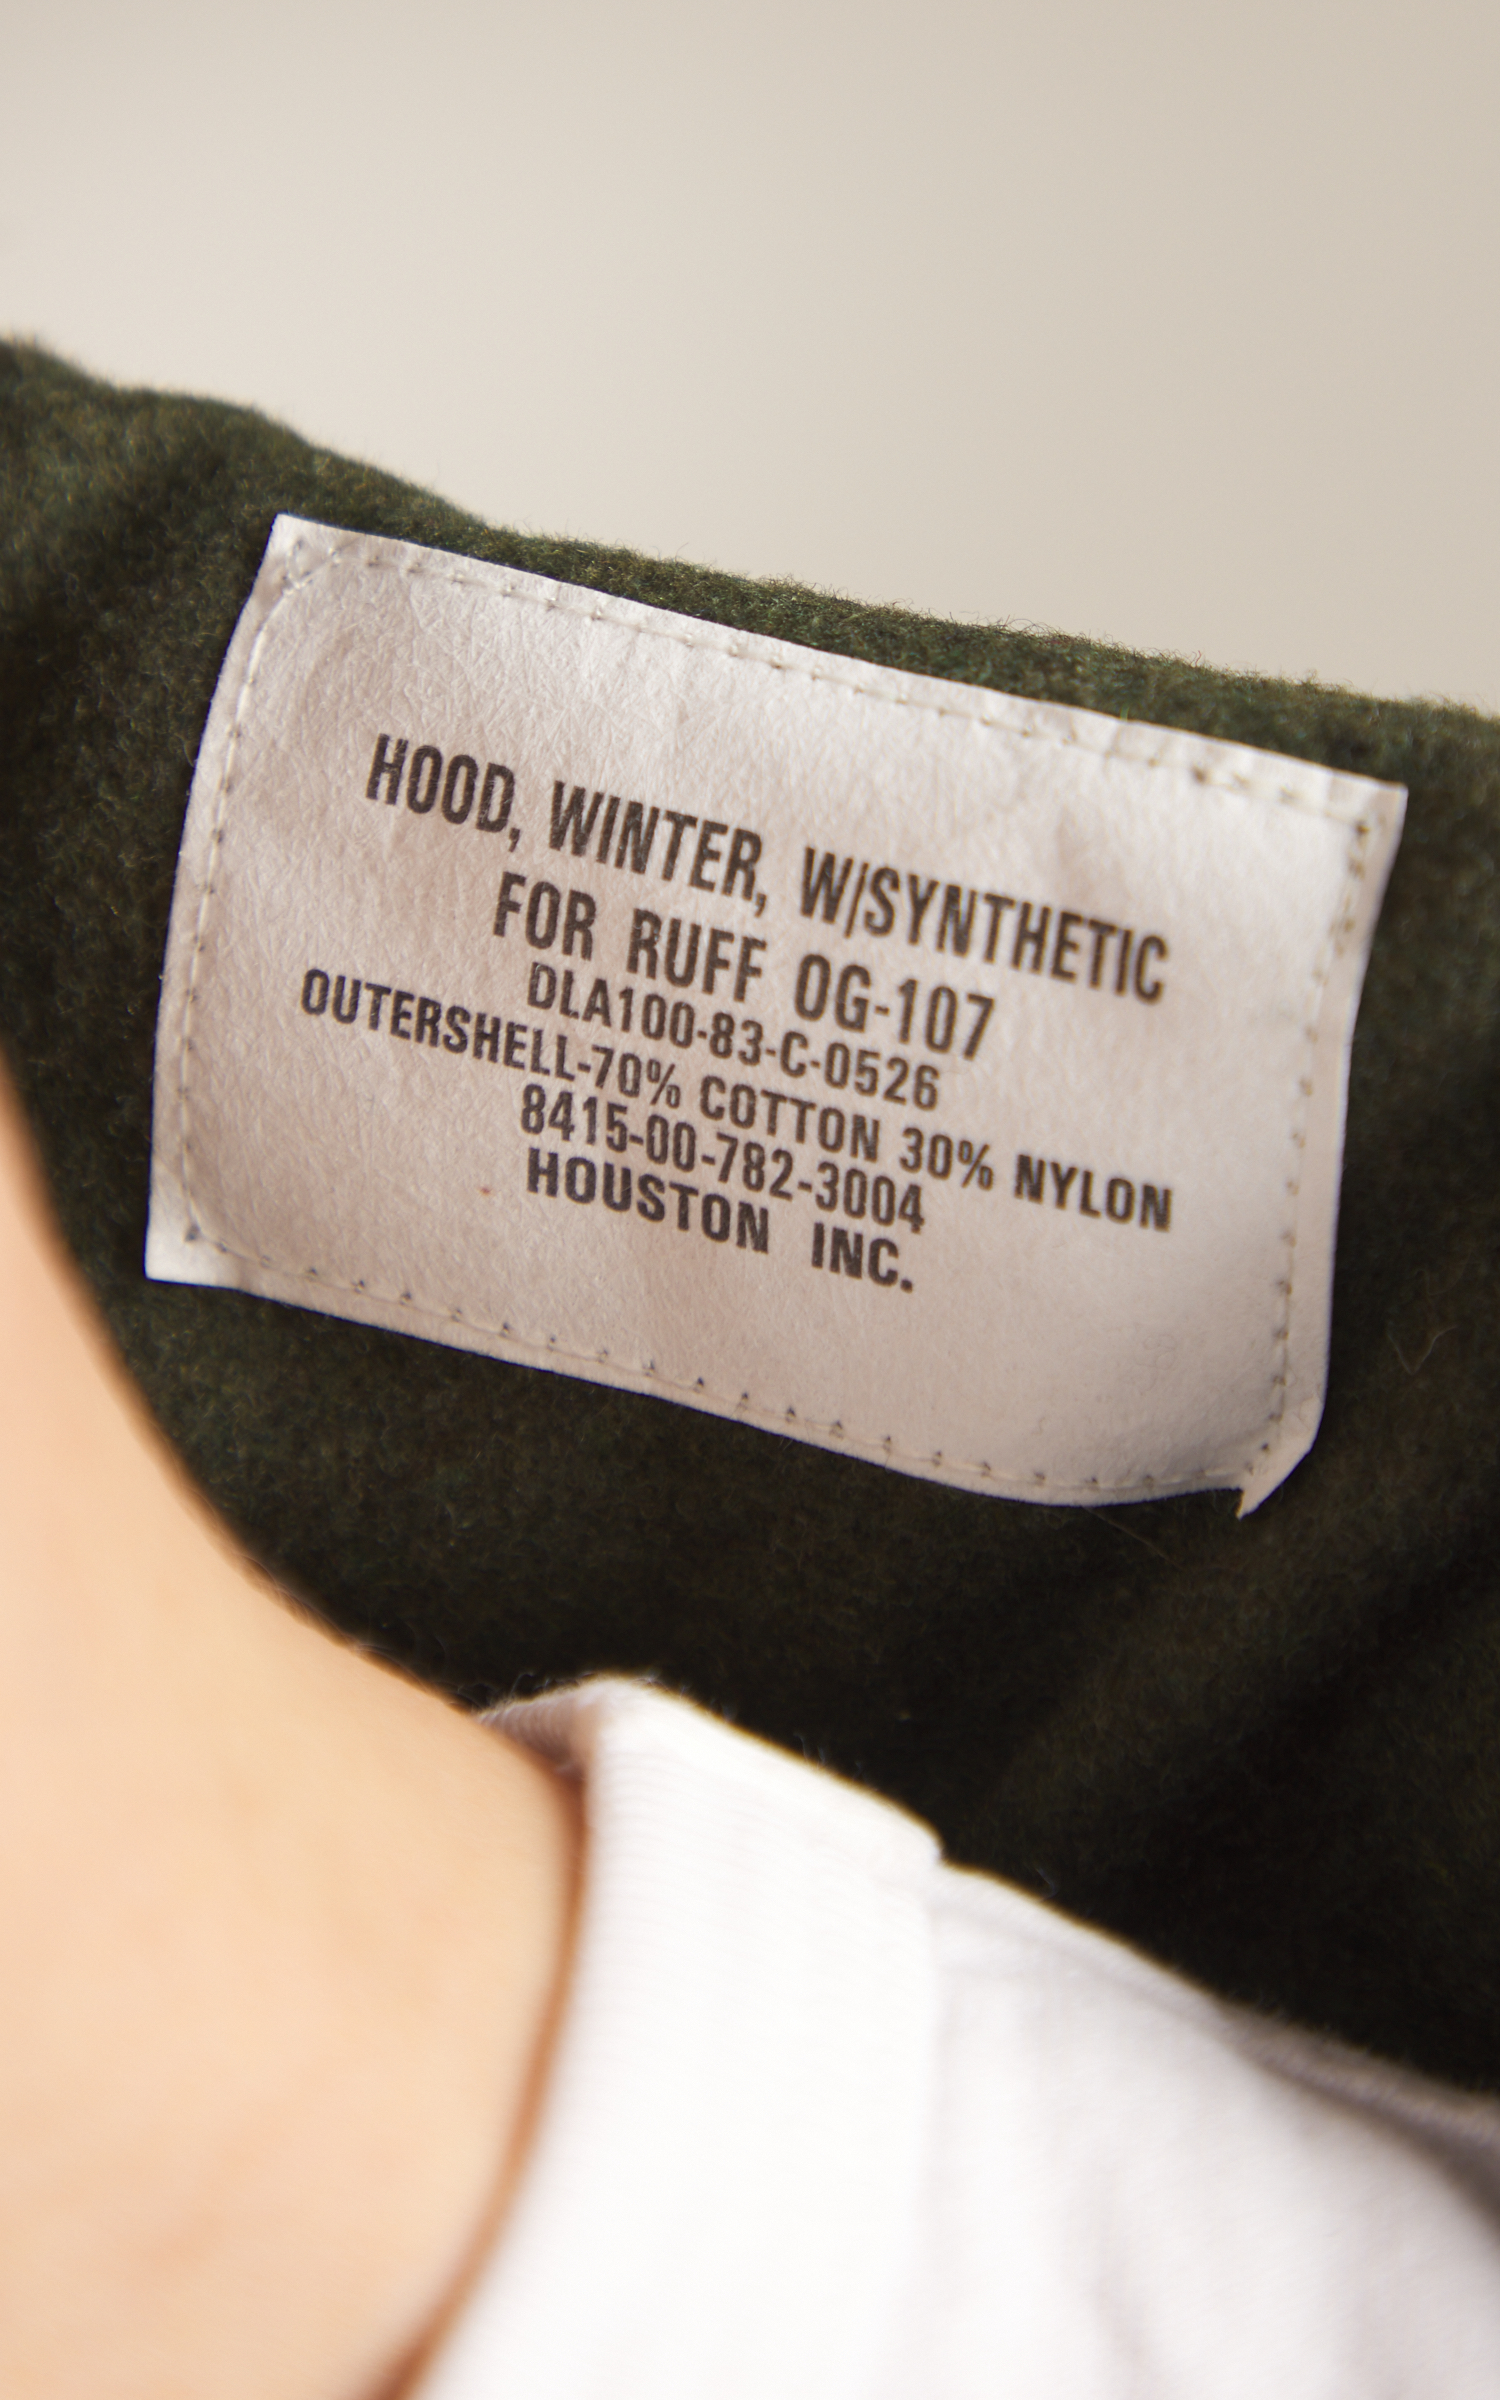 HOOD, WINTER, W/SYNTHETIC
FOR RUFF OG-107
DLA100-83-C-0526
OUTERSHELL-70% COTTON 30% NYLON
8415-00-782-3004
HOUSTON INC.